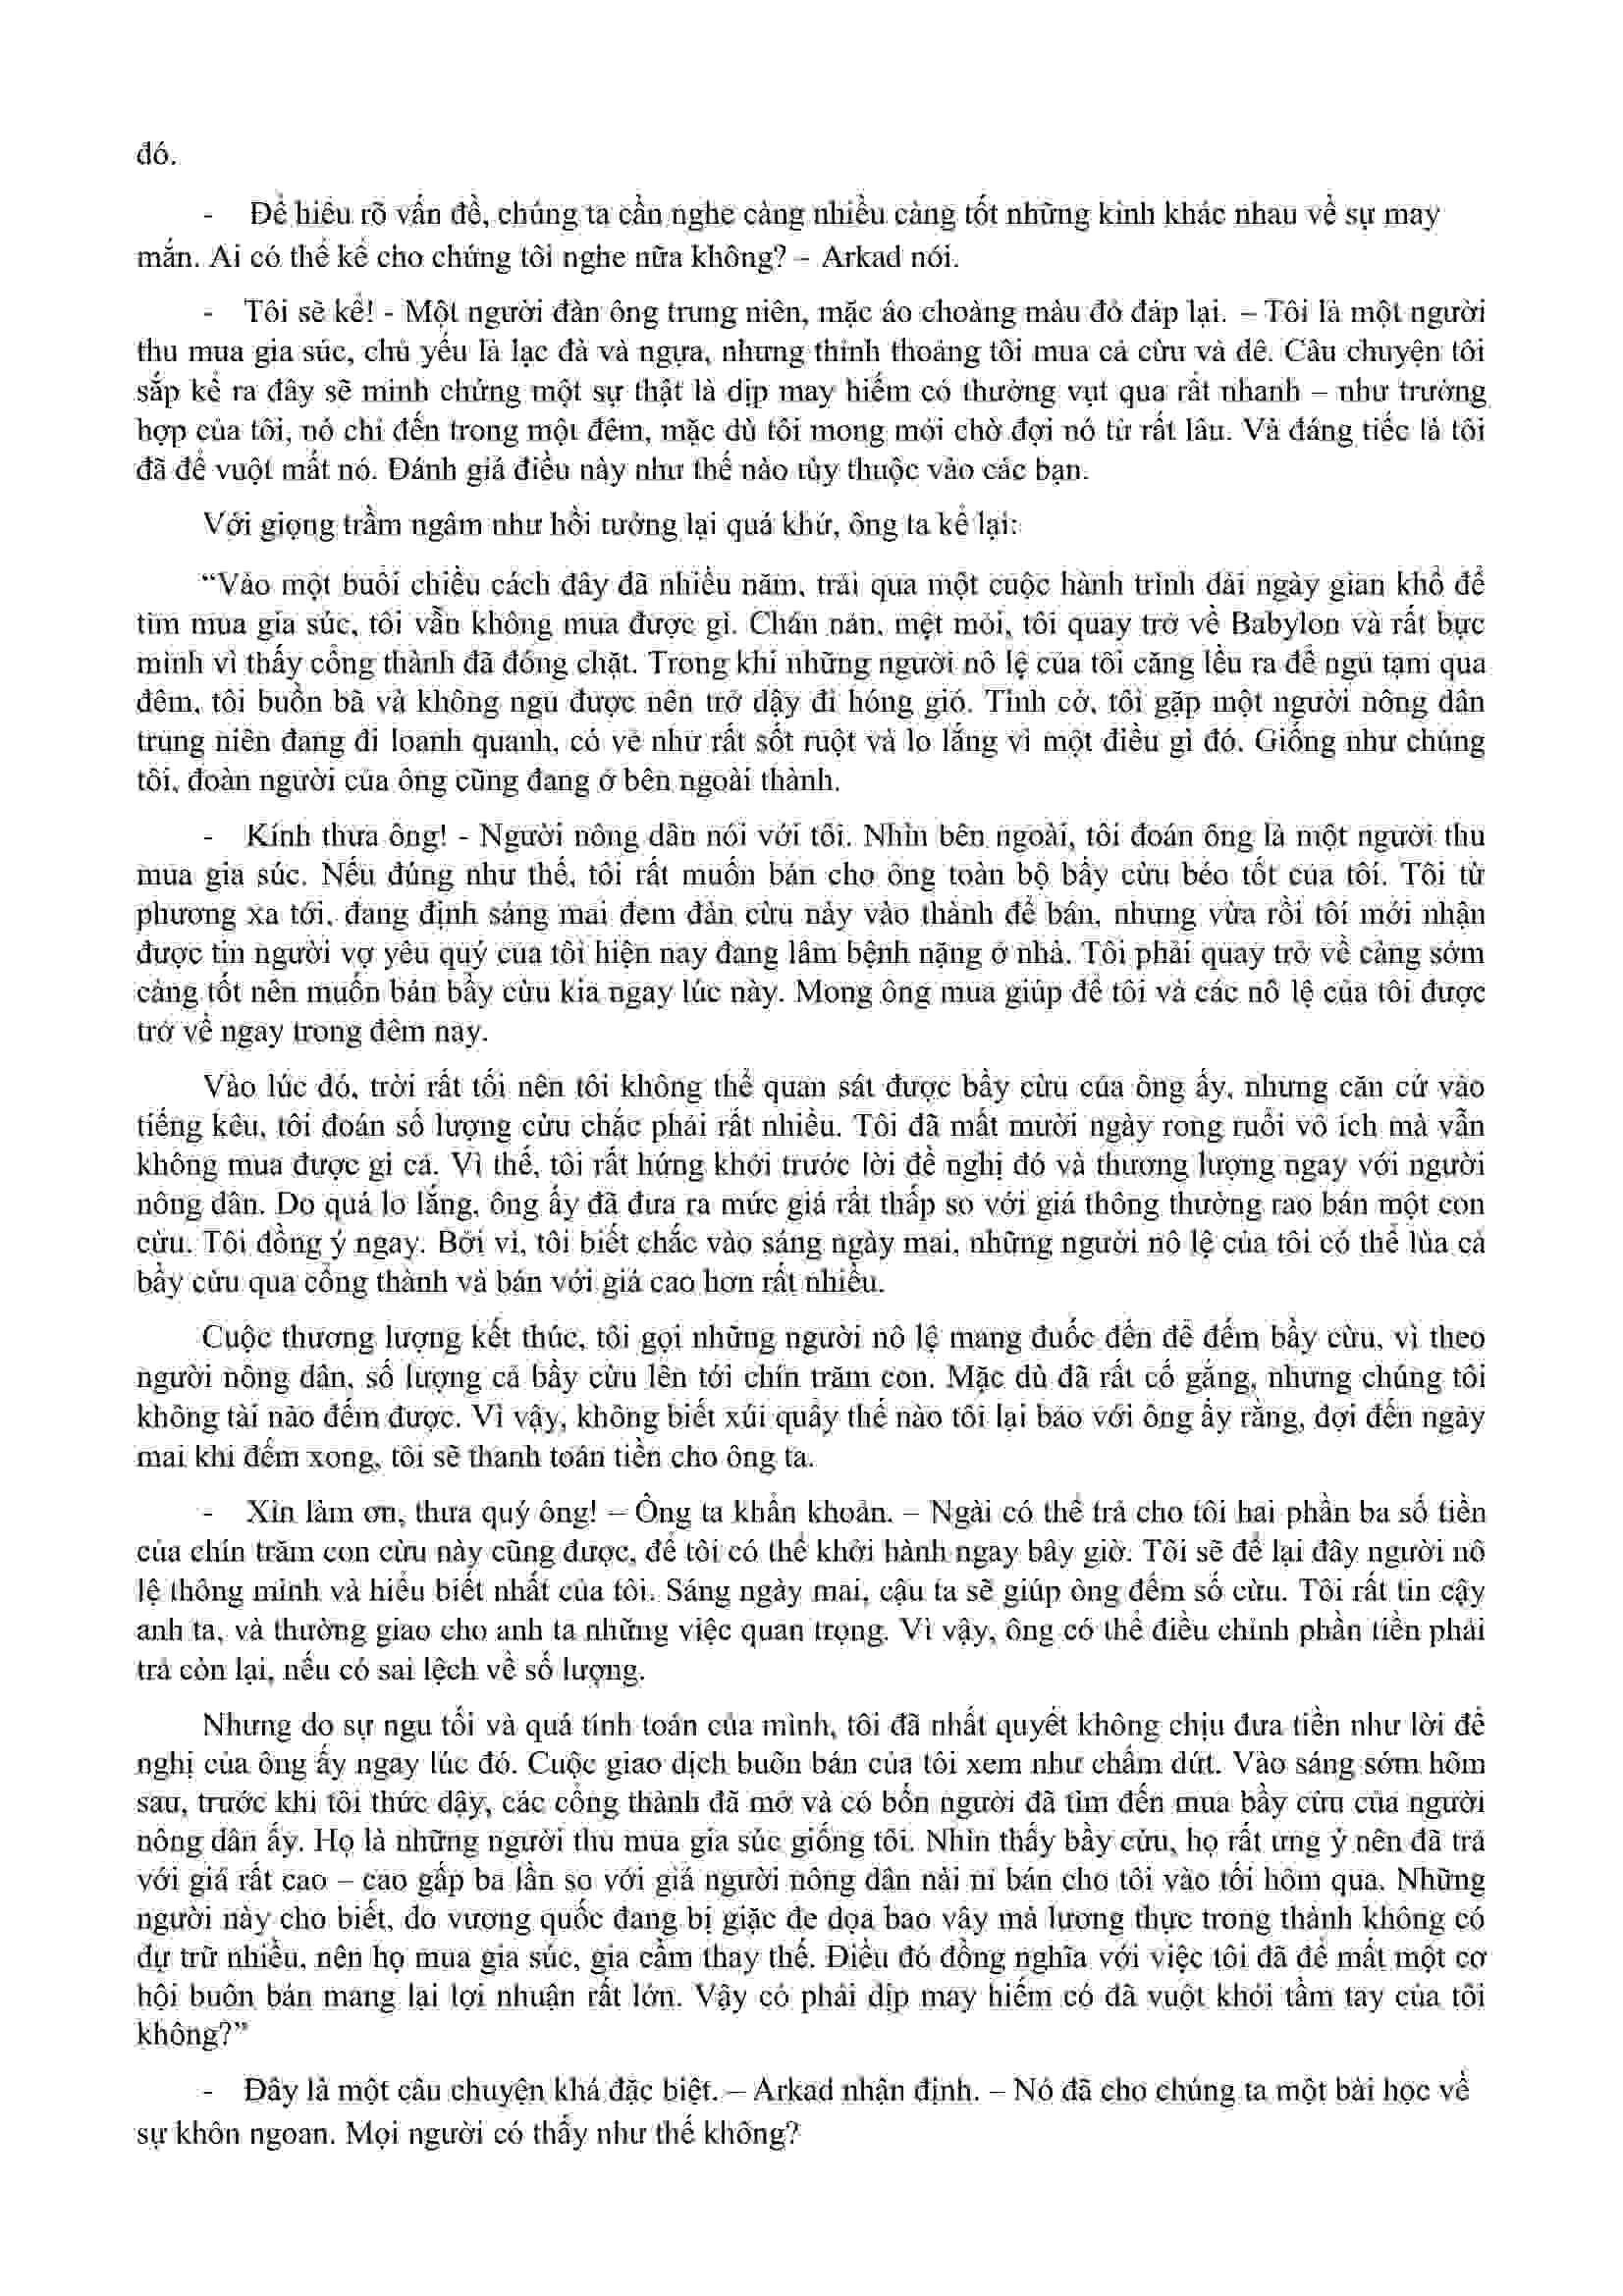 đó.
- Để hiểu rõ vấn đề, chúng ta cần nghe càng nhiều càng tốt những kinh khác nhau về sự may
mắn. Ai có thể kể cho chứng tôi nghe nữa không? – Arkad nói.
- Tôi sẽ kể! - Một người đàn ông trung niên, mặc áo choàng màu đỏ đáp lại. – Tôi là một người
thu mua gia súc, chủ yếu là lạc đà và ngựa, nhưng thỉnh thoảng tôi mua cả cừu và dê. Câu chuyện tôi
sắp kể ra đây sẽ minh chứng một sự thật là dịp may hiếm có thường vụt qua rất nhanh – như trường
hợp của tôi, nó chỉ đến trong một đêm, mặc dù tôi mong mỏi chờ đợi nó từ rất lâu. Và đáng tiếc là tôi
đã để vuột mất nó. Đánh giá điều này như thế nào tùy thuộc vào các bạn.
Với giọng trầm ngâm như hồi tưởng lại quá khứ, ông ta kể lại:
“Vào một buổi chiều cách đây đã nhiều năm, trải qua một cuộc hành trình dài ngày gian khổ để
tìm mua gia súc, tôi vẫn không mua được gì. Chán nản, mệt mỏi, tôi quay trở về Babylon và rất bực
mình vì thấy cổng thành đã đóng chặt. Trong khi những người nô lệ của tôi căng lều ra để ngủ tạm qua
đêm, tôi buồn bã và không ngủ được nên trở dậy đi hóng gió. Tình cờ, tôi gặp một người nông dân
trung niên đang đi loanh quanh, có vẻ như rất sốt ruột và lo lắng vì một điều gì đó. Giống như chúng
tôi, đoàn người của ông cũng đang ở bên ngoài thành.
- Kính thưa ông! - Người nông dân nói với tôi. Nhìn bên ngoài, tôi đoán ông là một người thu
mua gia súc. Nếu đúng như thế, tôi rất muốn bán cho ông toàn bộ bầy cừu béo tốt của tôi. Tôi từ
phương xa tới, đang định sáng mai đem đàn cừu này vào thành để bán, nhưng vừa rồi tôi mới nhận
được tin người vợ yêu quý của tôi hiện nay đang lâm bệnh nặng ở nhà. Tôi phải quay trở về càng sớm
càng tốt nên muốn bán bầy cừu kia ngay lúc này. Mong ông mua giúp để tôi và các nô lệ của tôi được
trở về ngay trong đêm nay.
Vào lúc đó, trời rất tối nên tôi không thể quan sát được bầy cừu của ông ấy, nhưng căn cứ vào
tiếng kêu, tôi đoán số lượng cừu chắc phải rất nhiều. Tôi đã mất mười ngày rong ruổi vô ích mà vẫn
không mua được gì cả. Vì thế, tôi rất hứng khởi trước lời đề nghị đó và thương lượng ngay với người
nông dân. Do quá lo lắng, ông ấy đã đưa ra mức giá rất thấp so với giá thông thường rao bán một con
cừu. Tôi đồng ý ngay. Bởi vì, tôi biết chắc vào sáng ngày mai, những người nô lệ của tôi có thể lùa cả
bầy cừu qua cổng thành và bán với giá cao hơn rất nhiều.
Cuộc thương lượng kết thúc, tôi gọi những người nô lệ mang đuốc đến để đếm bầy cừu, vì theo
người nông dân, số lượng cả bầy cừu lên tới chín trăm con. Mặc dù đã rất cố gắng, nhưng chúng tôi
không tài nào đếm được. Vì vậy, không biết xúi quẩy thế nào tôi lại bảo với ông ấy rằng, đợi đến ngày
mai khi đếm xong, tôi sẽ thanh toán tiền cho ông ta.
- Xin làm ơn, thưa quý ông! – Ông ta khẩn khoản. – Ngài có thể trả cho tôi hai phần ba số tiền
của chín trăm con cừu này cũng được, để tôi có thể khởi hành ngay bây giờ. Tôi sẽ để lại đây người nô
lệ thông minh và hiểu biết nhất của tôi. Sáng ngày mai, cậu ta sẽ giúp ông đếm số cừu. Tôi rất tin cậy
anh ta, và thường giao cho anh ta những việc quan trọng. Vì vậy, ông có thể điều chỉnh phần tiền phải
trả còn lại, nếu có sai lệch về số lượng.
Nhưng do sự ngu tối và quá tính toán của mình, tôi đã nhất quyết không chịu đưa tiền như lời đề
nghị của ông ấy ngay lúc đó. Cuộc giao dịch buôn bán của tôi xem như chấm dứt. Vào sáng sớm hôm
sau, trước khi tôi thức dậy, các cổng thành đã mở và có bốn người đã tìm đến mua bầy cừu của người
nông dân ấy. Họ là những người thu mua gia súc giống tôi. Nhìn thấy bầy cừu, họ rất ưng ý nên đã trả
với giá rất cao – cao gấp ba lần so với giá người nông dân nài nỉ bán cho tôi vào tối hôm qua. Những
người này cho biết, do vương quốc đang bị giặc đe dọa bao vây mà lương thực trong thành không có
dự trữ nhiều, nên họ mua gia súc, gia cầm thay thế. Điều đó đồng nghĩa với việc tôi đã để mất một cơ
hội buôn bán mang lại lợi nhuận rất lớn. Vậy có phải dịp may hiếm có đã vuột khỏi tầm tay của tôi
không?”
- Đây là một câu chuyện khá đặc biệt. – Arkad nhận định. – Nó đã cho chúng ta một bài học về
sự khôn ngoan. Mọi người có thấy như thế không?